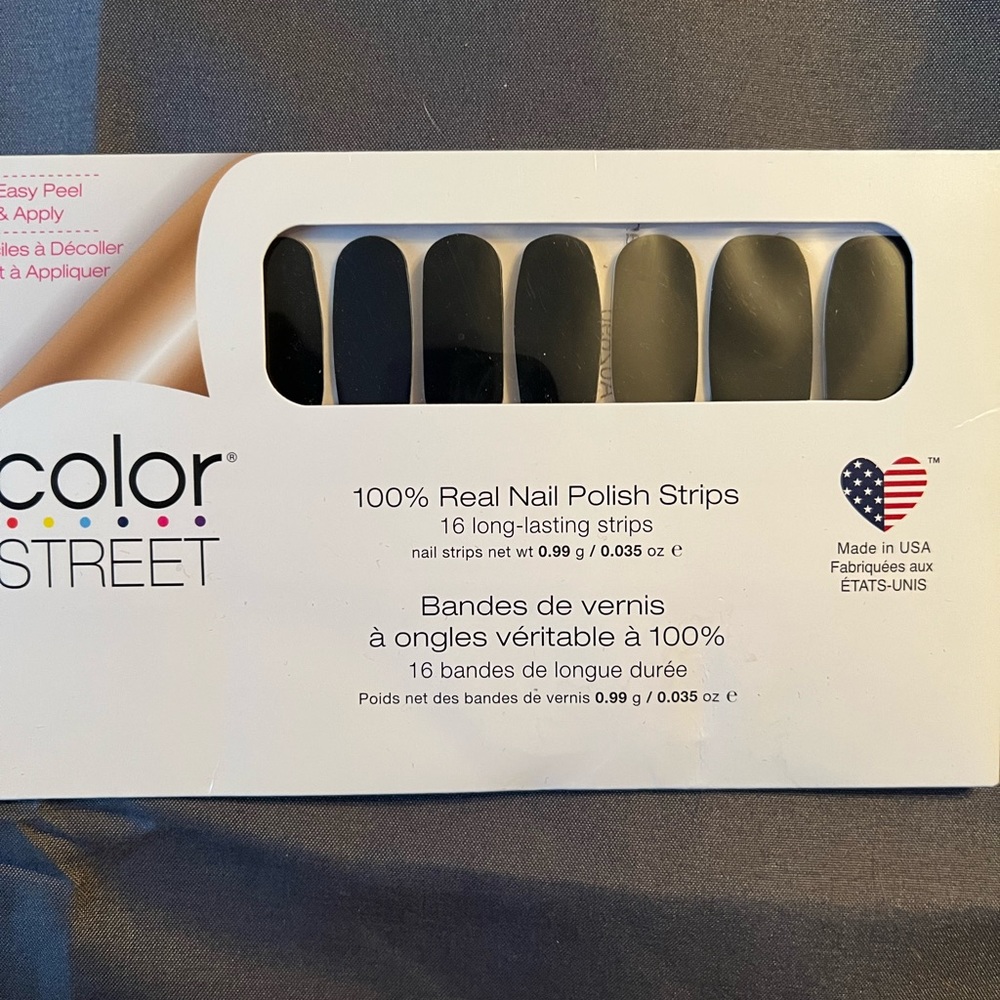 Easy Peel
& Apply
iles à Décoller
t à Appliquer
color®
STREET
100% Real Nail Polish Strips
16 long-lasting strips
nail strips net wt 0.99 g / 0.035 oz ℮
Bandes de vernis
à ongles véritable à 100%
16 bandes de longue durée
Poids net des bandes de vernis 0.99 g / 0.035 oz ℮
™
Made in USA
Fabriquées aux
ÉTATS-UNIS